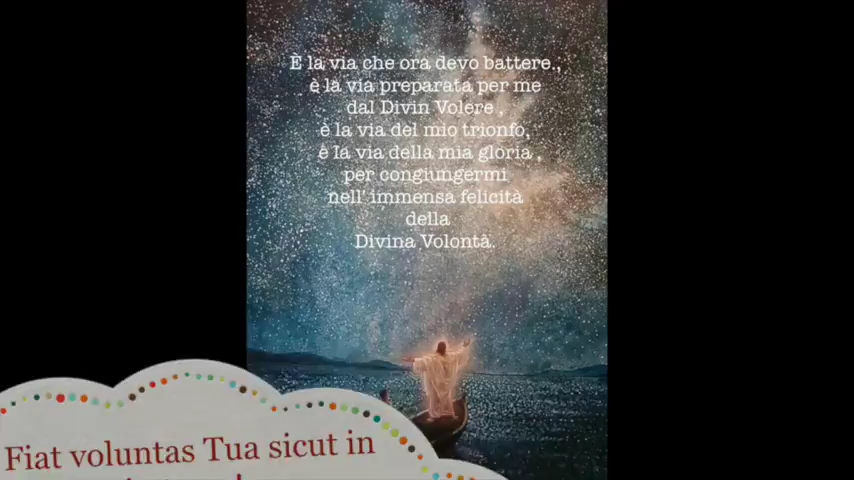 È la via che ora devo battere.,
è la via preparata per me
dal Divin Volere ,
è la via del mio trionfo,
è la via della mia gloria ,
per congiungermi
nell' immensa felicità
della
Divina Volontà.
Fiat voluntas Tua sicut in